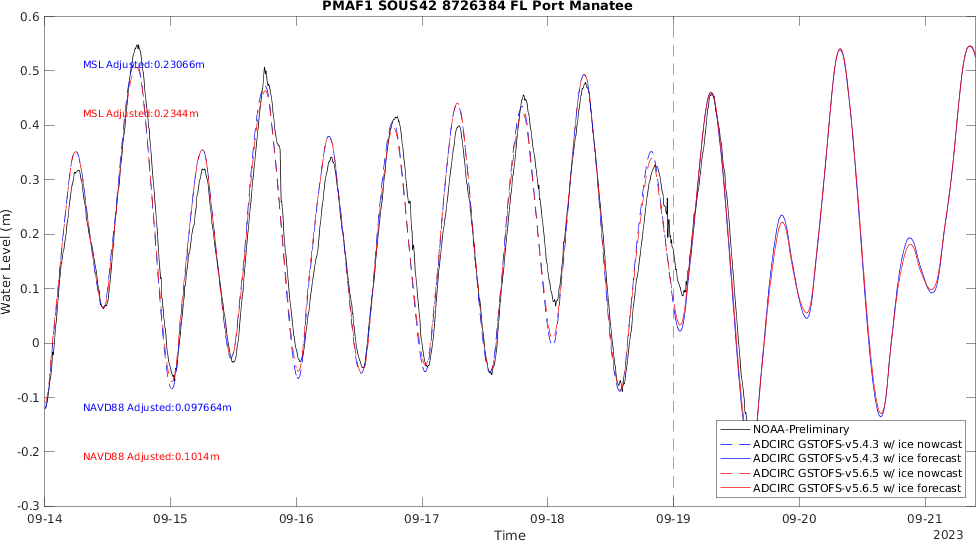 PMAF1 SOUS42 8726384 FL Port Manatee
0.6
0.5
0.4
0.3
0.2
0.1
0
-0.1
-0.2
-0.3
Water Level (m)
MSL Adjusted:0.23066m
MSL Adjusted:0.2344m
NAVD88 Adjusted:0.097664m
NAVD88 Adjusted:0.1014m
NOAA-Preliminary
ADCIRC GSTOFS-v5.4.3 w/ ice nowcast
ADCIRC GSTOFS-v5.4.3 w/ ice forecast
ADCIRC GSTOFS-v5.6.5 w/ ice nowcast
ADCIRC GSTOFS-v5.6.5 w/ ice forecast
09-14 09-15 09-16 09-17 09-18 09-19 09-20 09-21
Time
2023